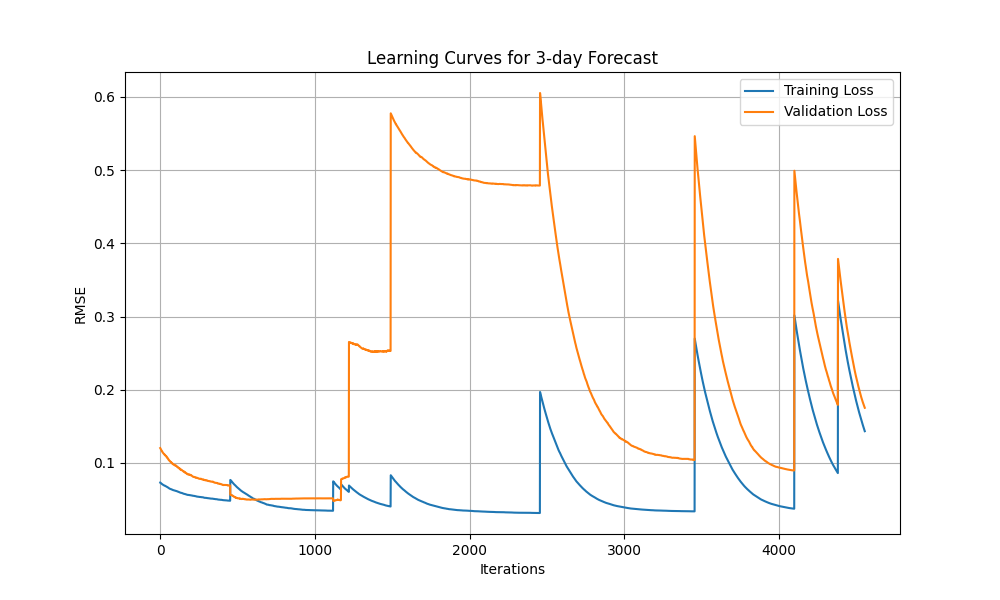 Learning Curves for 3-day Forecast
Training Loss
Validation Loss
0.6
0.5
0.4
0.3
0.2
0.1
RMSE
0 1000 2000 3000 4000
Iterations